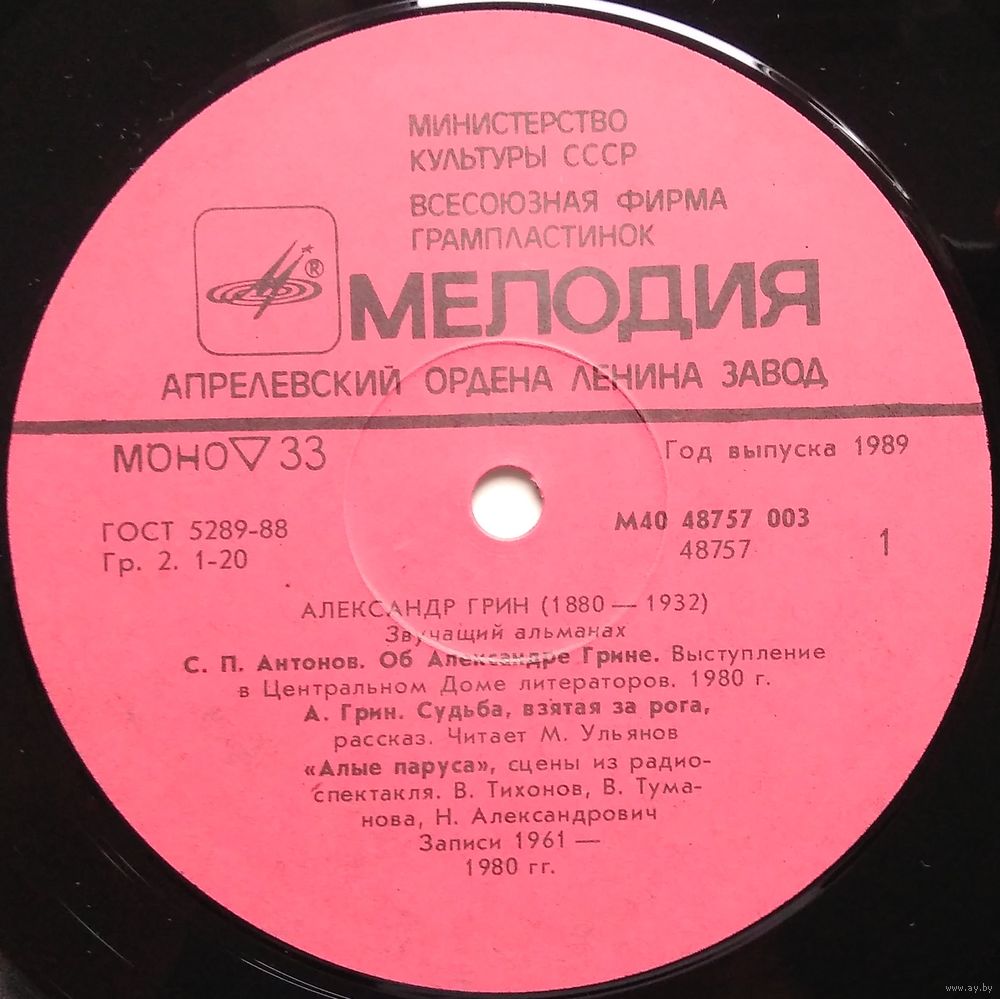 МИНИСТЕРСТВО
КУЛЬТУРЫ СССР
ВСЕСОЮЗНАЯ ФИРМА
ГРАМПЛАСТИНОК
®
МЕЛОДИЯ
АПРЕЛЕВСКИЙ ОРДЕНА ЛЕНИНА ЗАВОД
МОНО ▽ 33
Год выпуска 1989
ГОСТ 5289-88
Гр. 2. 1-20
М40 48757 003
48757
1
АЛЕКСАНДР ГРИН (1880 — 1932)
Звучащий альманах
С. П. Антонов. Об Александре Грине. Выступление
в Центральном Доме литераторов. 1980 г.
А. Грин. Судьба, взятая за рога,
рассказ. Читает М. Ульянов
«Алые паруса», сцены из радио-
спектакля. В. Тихонов, В. Тума-
нова, Н. Александрович
Записи 1961 —
1980 гг.
www.ay.by